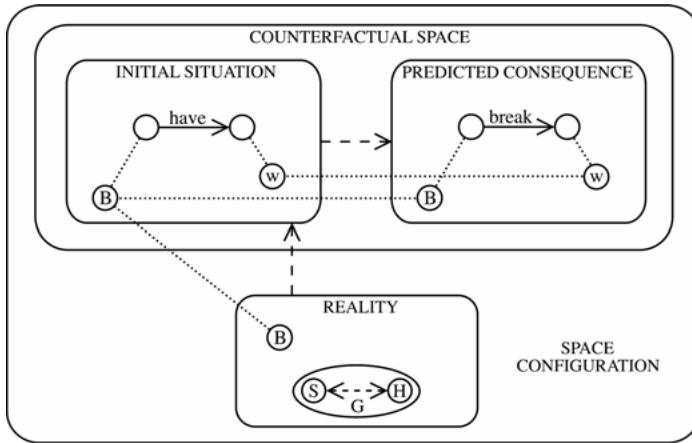 COUNTERFACTUAL SPACE
INITIAL SITUATION
PREDICTED CONSEQUENCE
have
break
w
w
B
B
REALITY
B
SPACE
CONFIGURATION
S
H
G